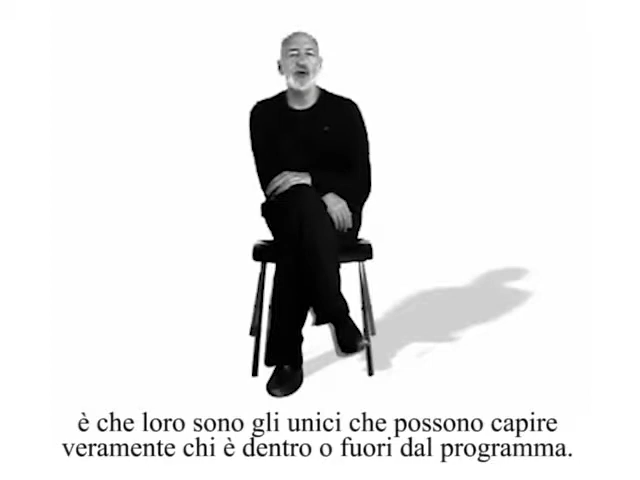 è che loro sono gli unici che possono capire
veramente chi è dentro o fuori dal programma.